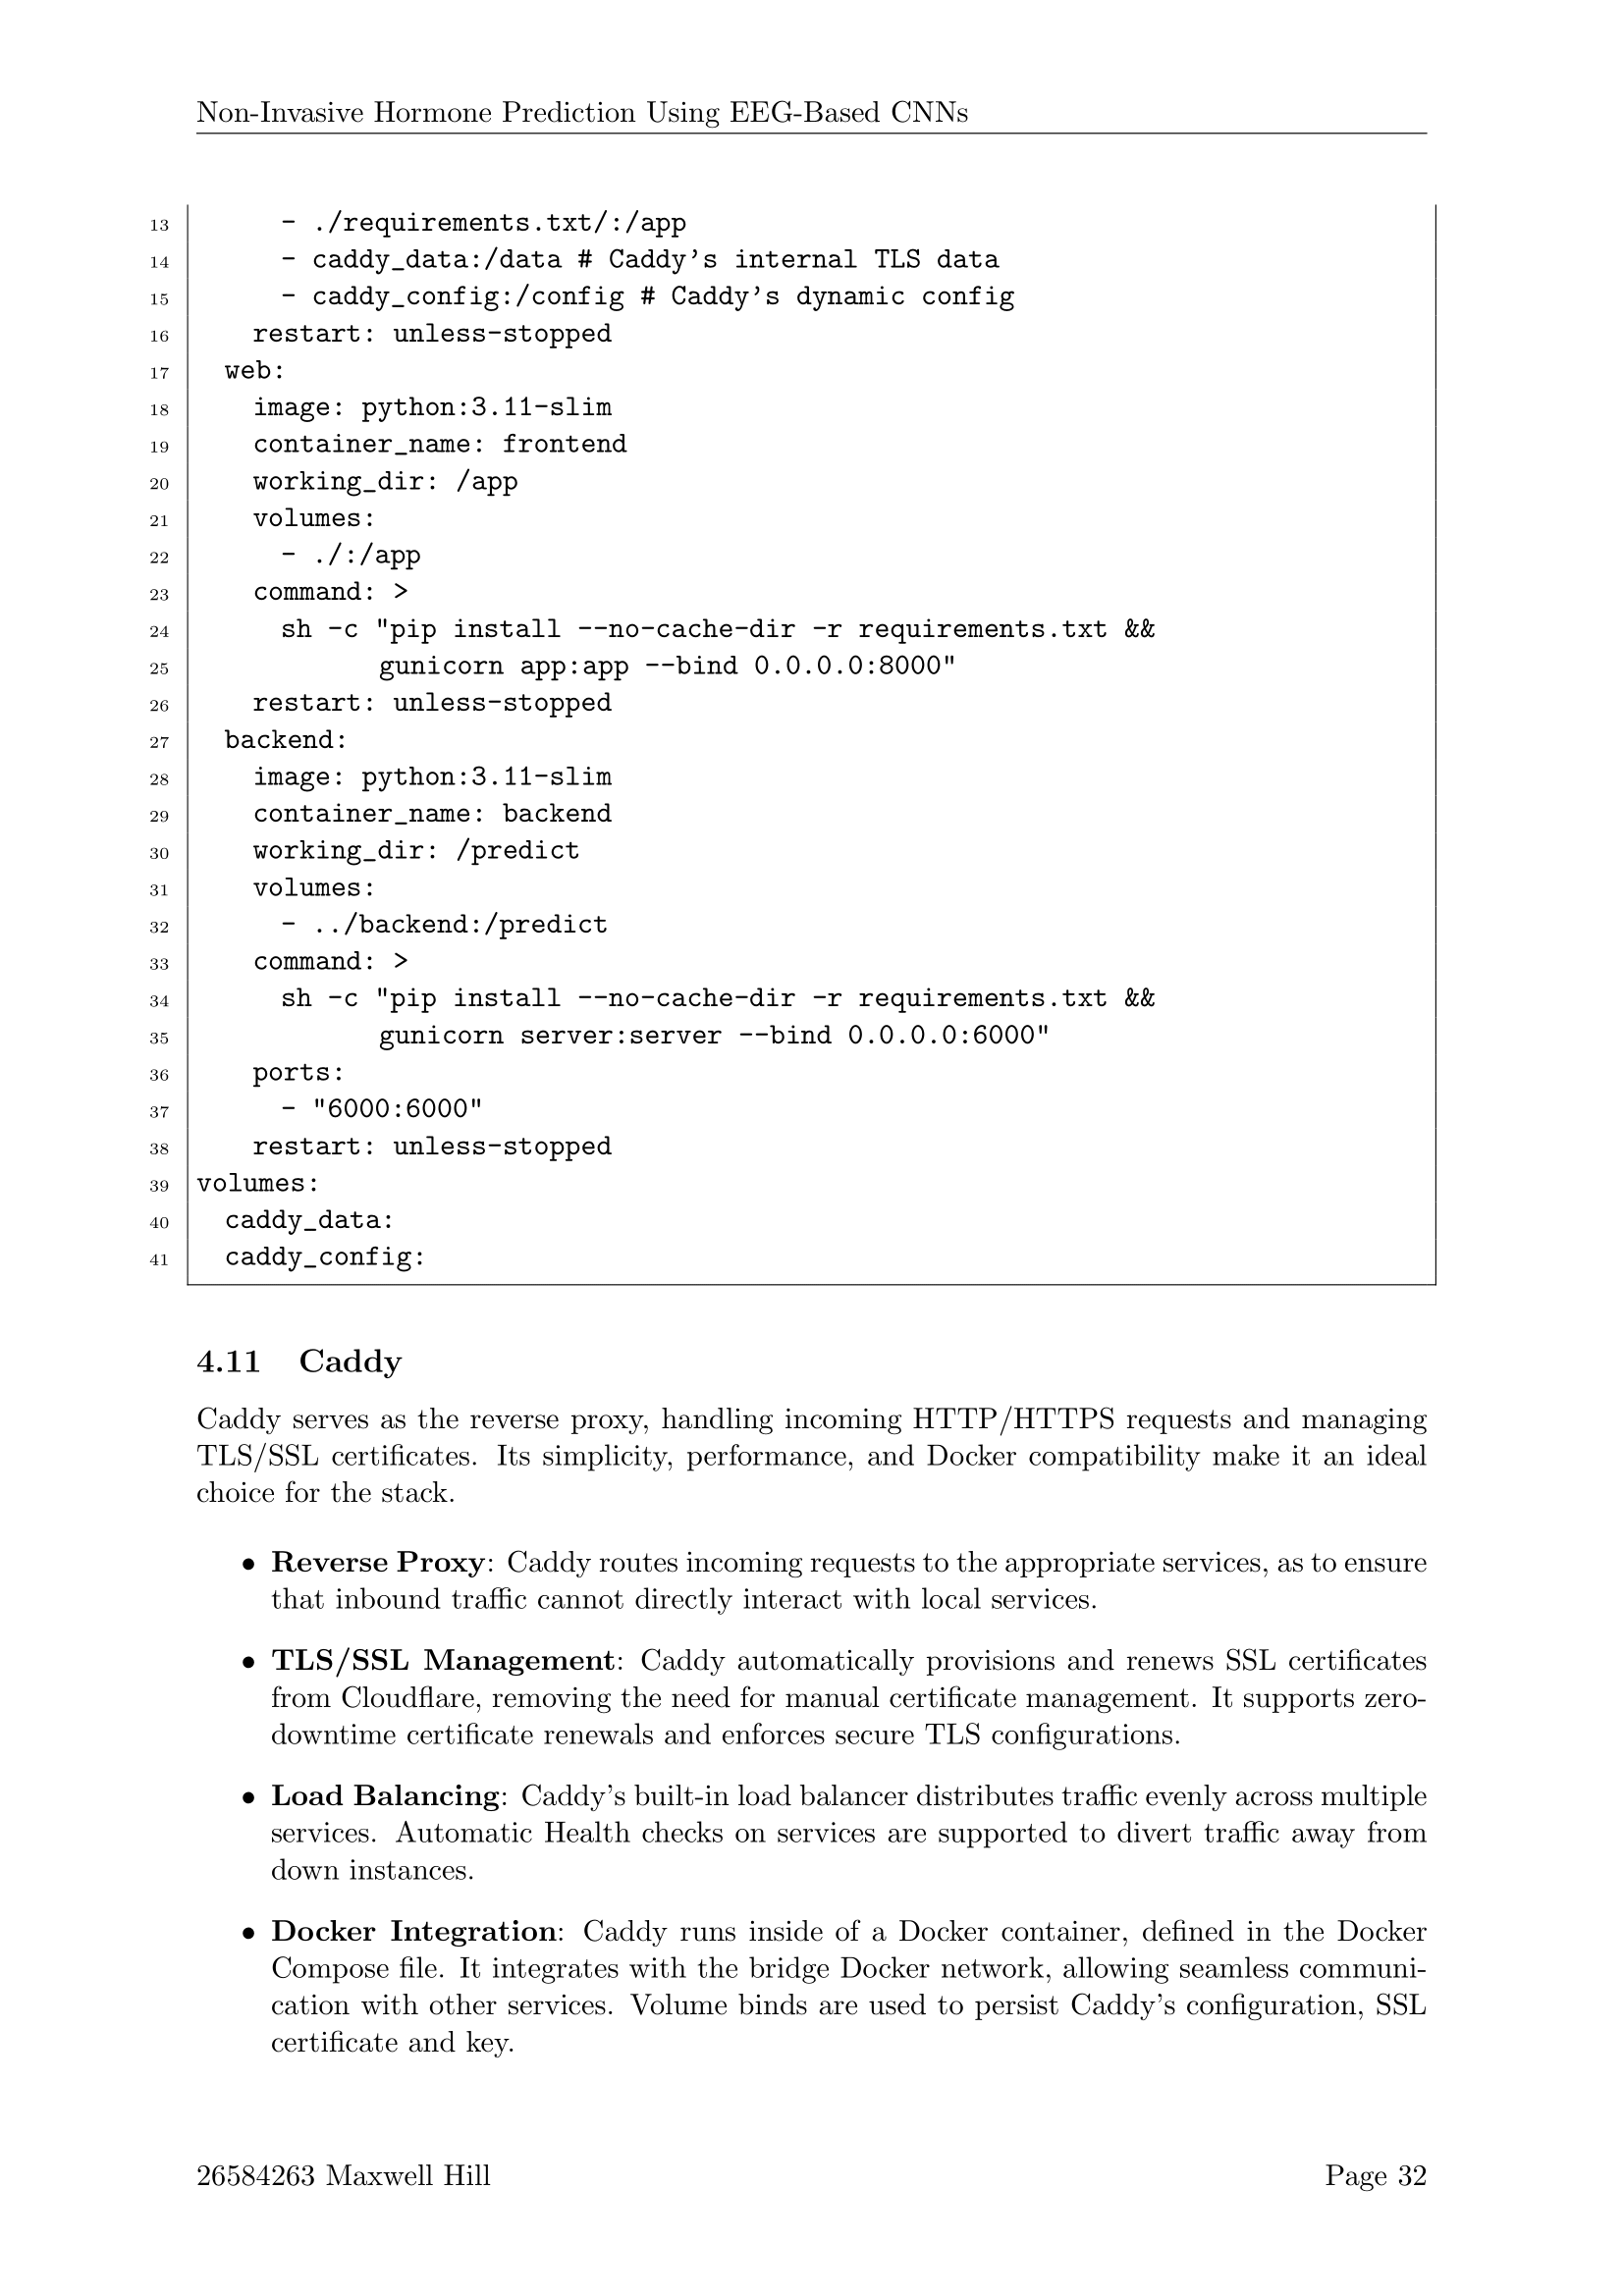 Non-Invasive Hormone Prediction Using EEG-Based CNNs
13 - ./requirements.txt/:/app
14 - caddy_data:/data # Caddy's internal TLS data
15 - caddy_config:/config # Caddy's dynamic config
16 restart: unless-stopped
17 web:
18 image: python:3.11-slim
19 container_name: frontend
20 working_dir: /app
21 volumes:
22 - ./:/app
23 command: >
24 sh -c "pip install --no-cache-dir -r requirements.txt &&
25 gunicorn app:app --bind 0.0.0.0:8000"
26 restart: unless-stopped
27 backend:
28 image: python:3.11-slim
29 container_name: backend
30 working_dir: /predict
31 volumes:
32 - ../backend:/predict
33 command: >
34 sh -c "pip install --no-cache-dir -r requirements.txt &&
35 gunicorn server:server --bind 0.0.0.0:6000"
36 ports:
37 - "6000:6000"
38 restart: unless-stopped
39 volumes:
40 caddy_data:
41 caddy_config:
4.11 Caddy
Caddy serves as the reverse proxy, handling incoming HTTP/HTTPS requests and managing
TLS/SSL certificates. Its simplicity, performance, and Docker compatibility make it an ideal
choice for the stack.
• Reverse Proxy: Caddy routes incoming requests to the appropriate services, as to ensure
that inbound traffic cannot directly interact with local services.
• TLS/SSL Management: Caddy automatically provisions and renews SSL certificates
from Cloudflare, removing the need for manual certificate management. It supports zero-
downtime certificate renewals and enforces secure TLS configurations.
• Load Balancing: Caddy's built-in load balancer distributes traffic evenly across multiple
services. Automatic Health checks on services are supported to divert traffic away from
down instances.
• Docker Integration: Caddy runs inside of a Docker container, defined in the Docker
Compose file. It integrates with the bridge Docker network, allowing seamless communi-
cation with other services. Volume binds are used to persist Caddy's configuration, SSL
certificate and key.
26584263 Maxwell Hill Page 32